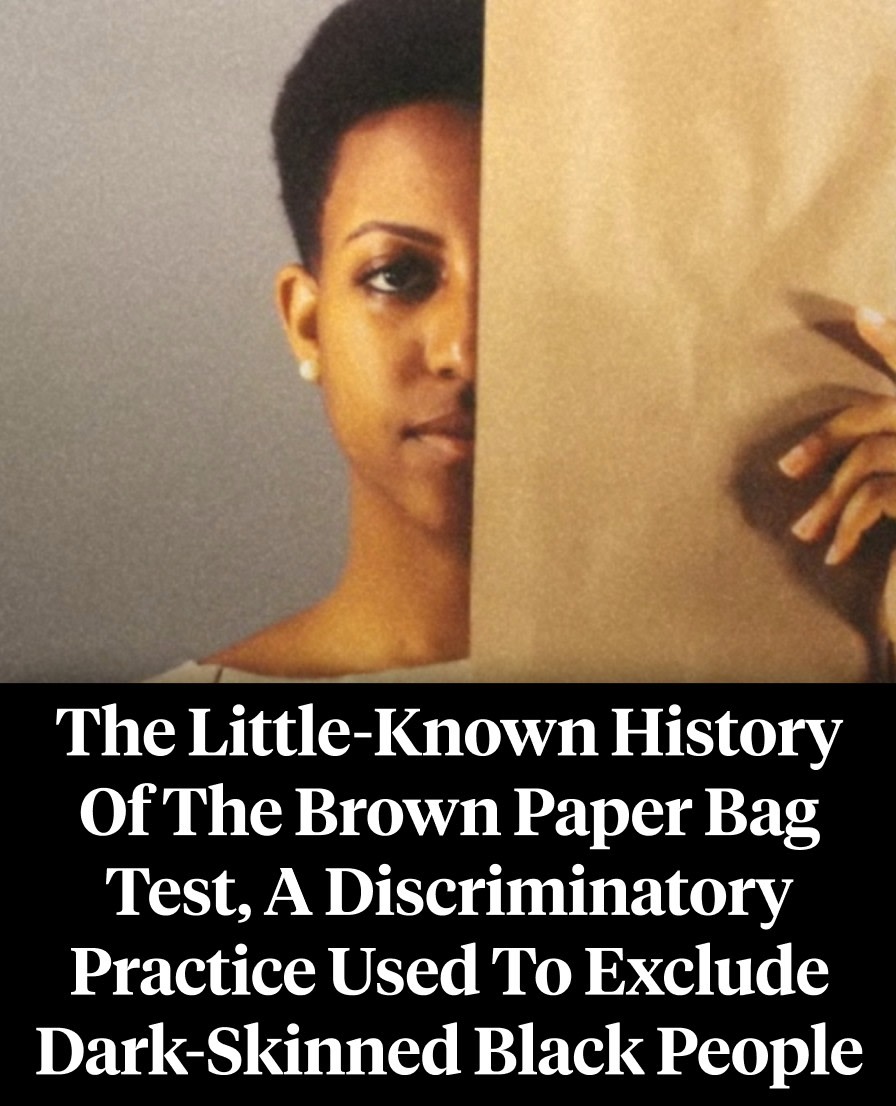 The Little-Known History
Of The Brown Paper Bag
Test, A Discriminatory
Practice Used To Exclude
Dark-Skinned Black People